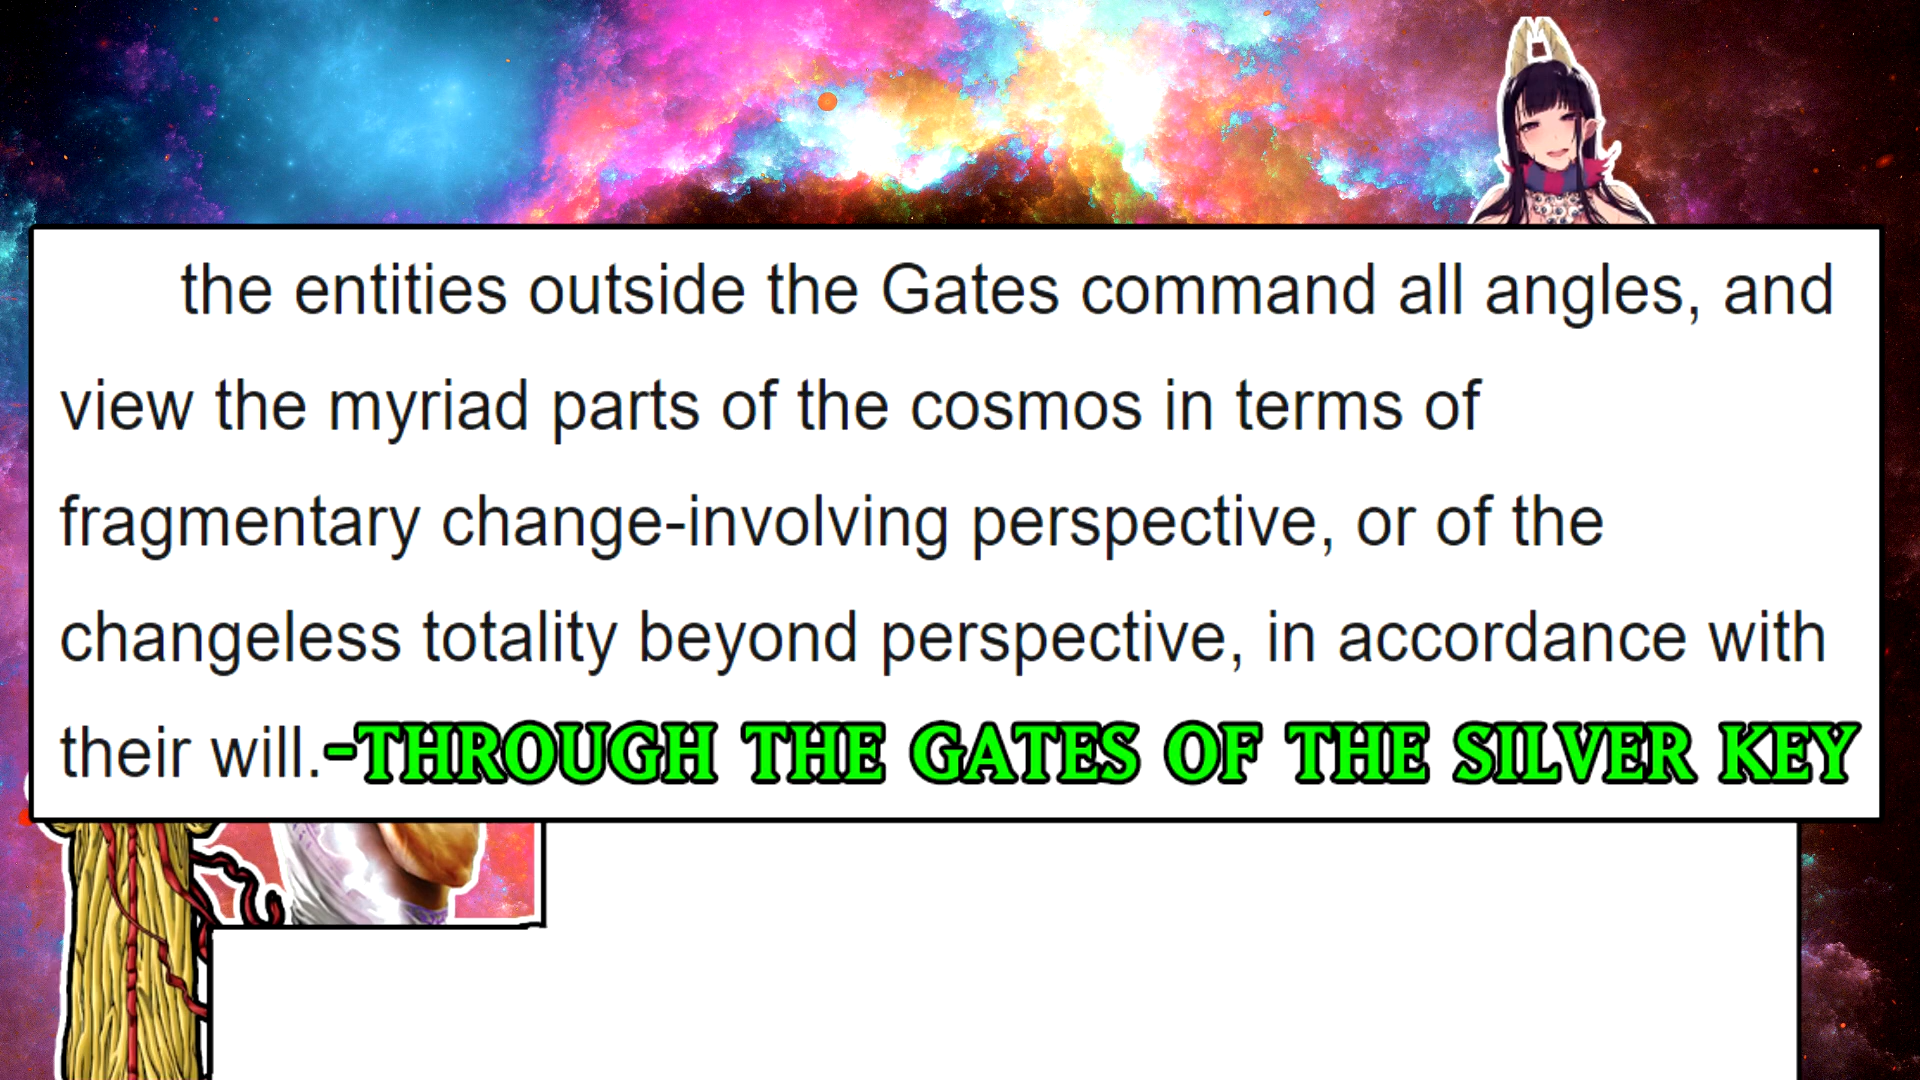 the entities outside the Gates command all angles, and
view the myriad parts of the cosmos in terms of
fragmentary change-involving perspective, or of the
changeless totality beyond perspective, in accordance with
their will.-THROUGH THE GATES OF THE SILVER KEY